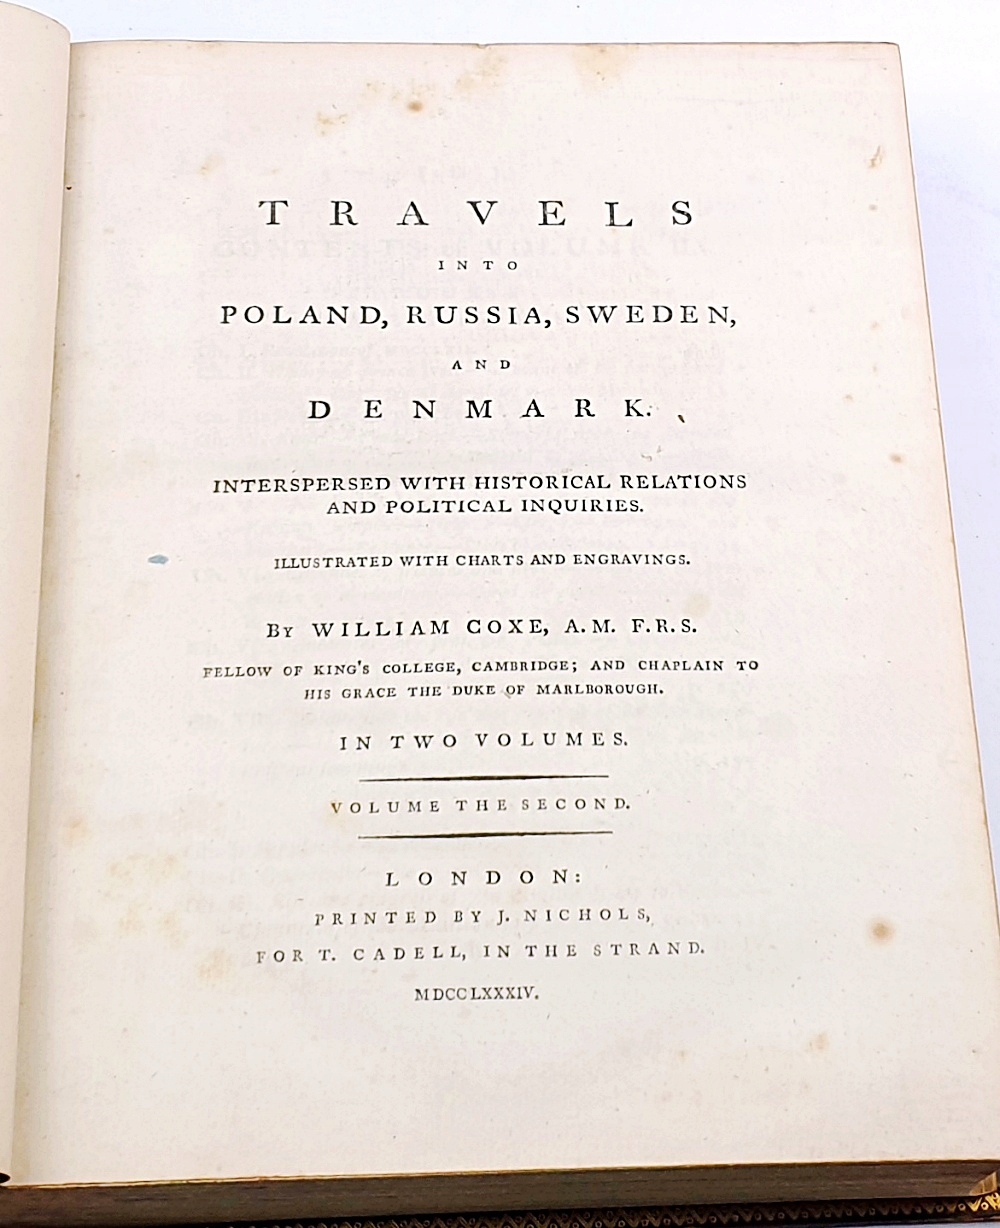 TRAVELS
INTO
POLAND, RUSSIA, SWEDEN,
AND
DENMARK.
INTERSPERSED WITH HISTORICAL RELATIONS
AND POLITICAL INQUIRIES.
ILLUSTRATED WITH CHARTS AND ENGRAVINGS.
By WILLIAM COXE, A.M. F.R.S.
FELLOW OF KING'S COLLEGE, CAMBRIDGE; AND CHAPLAIN TO
HIS GRACE THE DUKE OF MARLBOROUGH.
IN TWO VOLUMES.
VOLUME THE SECOND.
LONDON:
PRINTED BY J. NICHOLS,
FOR T. CADELL, IN THE STRAND.
MDCCLXXXIV.